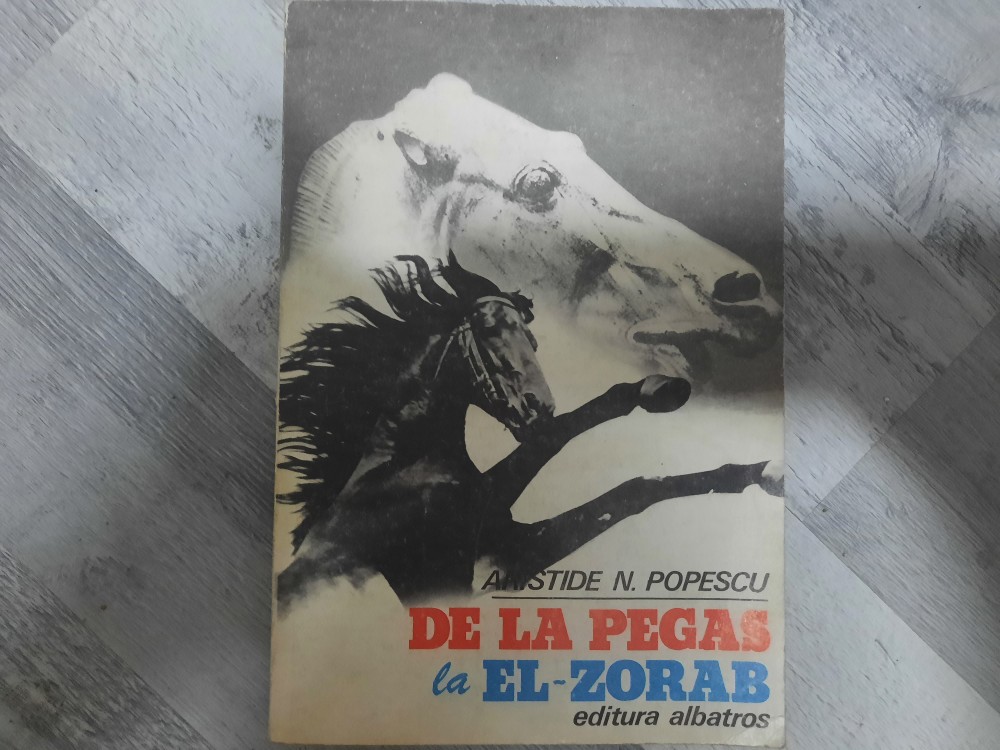 ARISTIDE N. POPESCU
DE LA PEGAS
la EL-ZORAB
editura albatros